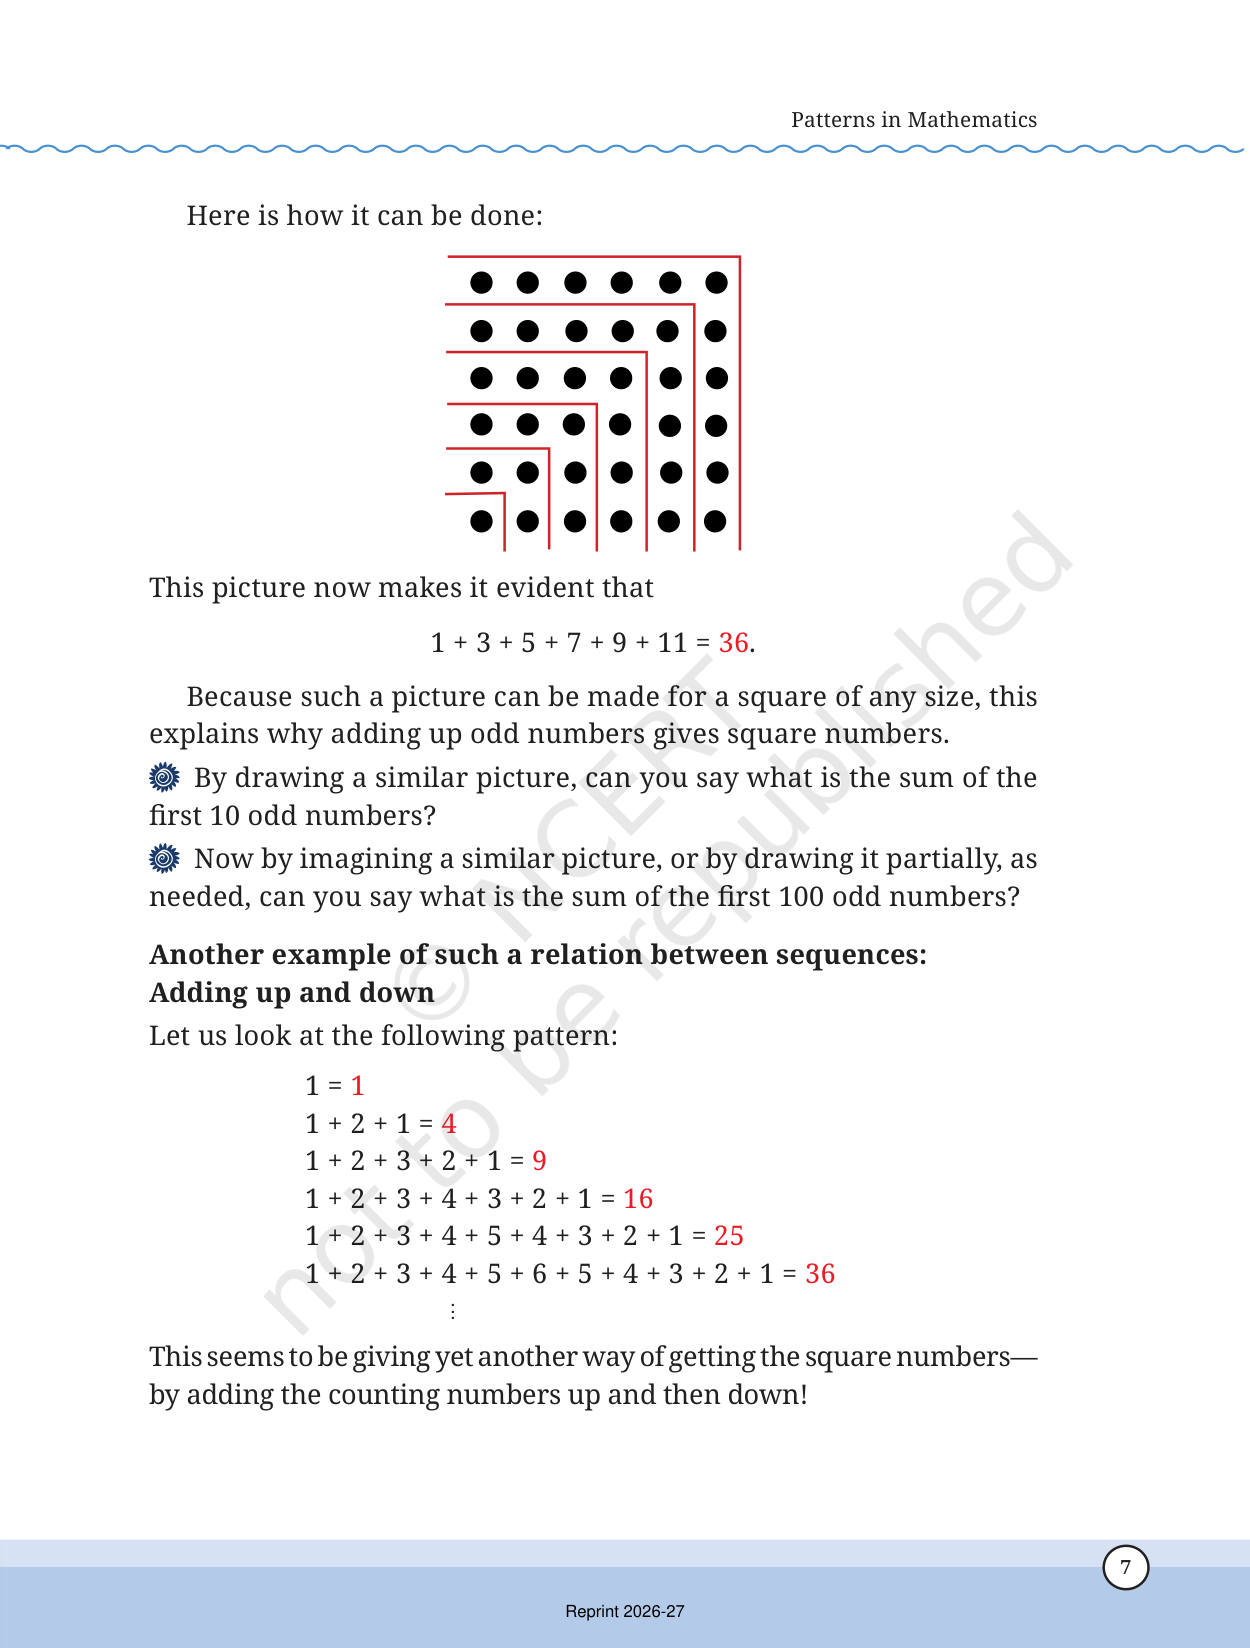 Patterns in Mathematics
Here is how it can be done:
This picture now makes it evident that
1 + 3 + 5 + 7 + 9 + 11 = 36.
Because such a picture can be made for a square of any size, this
explains why adding up odd numbers gives square numbers.
By drawing a similar picture, can you say what is the sum of the
first 10 odd numbers?
Now by imagining a similar picture, or by drawing it partially, as
needed, can you say what is the sum of the first 100 odd numbers?
Another example of such a relation between sequences:
Adding up and down
Let us look at the following pattern:
1 = 1
1 + 2 + 1 = 4
1 + 2 + 3 + 2 + 1 = 9
1 + 2 + 3 + 4 + 3 + 2 + 1 = 16
1 + 2 + 3 + 4 + 5 + 4 + 3 + 2 + 1 = 25
1 + 2 + 3 + 4 + 5 + 6 + 5 + 4 + 3 + 2 + 1 = 36
⋮
This seems to be giving yet another way of getting the square numbers—
by adding the counting numbers up and then down!
© NCERT
not to be republished
7
Reprint 2026-27